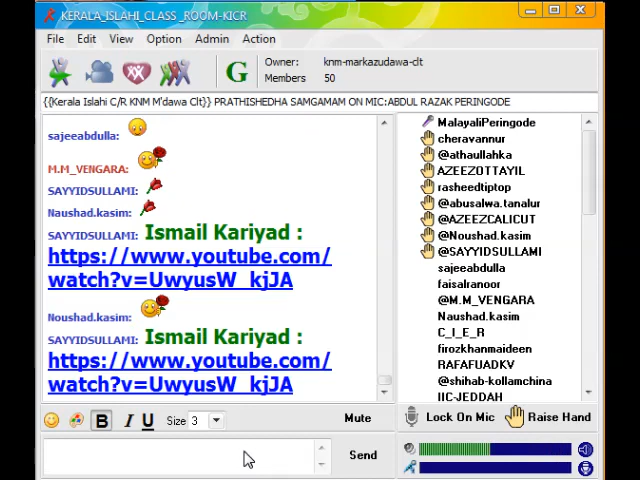 KERALA_ISLAHI_CLASS_ROOM-KICR
File Edit View Option Admin Action
G
Owner: knm-markazudawa-clt
Members 50
{{Kerala Islahi C/R KNM M'dawa Clt}} PRATHISHEDHA SAMGAMAM ON MIC:ABDUL RAZAK PERINGODE
sajeeabdulla:
M.M_VENGARA:
SAYYIDSULLAMI:
Noushad.kasim:
SAYYIDSULLAMI: Ismail Kariyad :
https://www.youtube.com/
watch?v=UwyusW_kjJA
Noushad.kasim:
SAYYIDSULLAMI: Ismail Kariyad :
https://www.youtube.com/
watch?v=UwyusW_kjJA
MalayaliPeringode
cheravannur
@athaullahka
AZEEZOTTAYIL
rasheedtiptop
@abusalwa.tanalur
@AZEEZCALICUT
@Noushad.kasim
@SAYYIDSULLAMI
sajeeabdulla
faisalranoor
@M.M_VENGARA
Naushad.kasim
C_I_E_R
firozkhanmaideen
RAFAFUADKV
@shihab-kollamchina
IIC-JEDDAH
B I U Size 3 Mute
Lock On Mic Raise Hand
Send